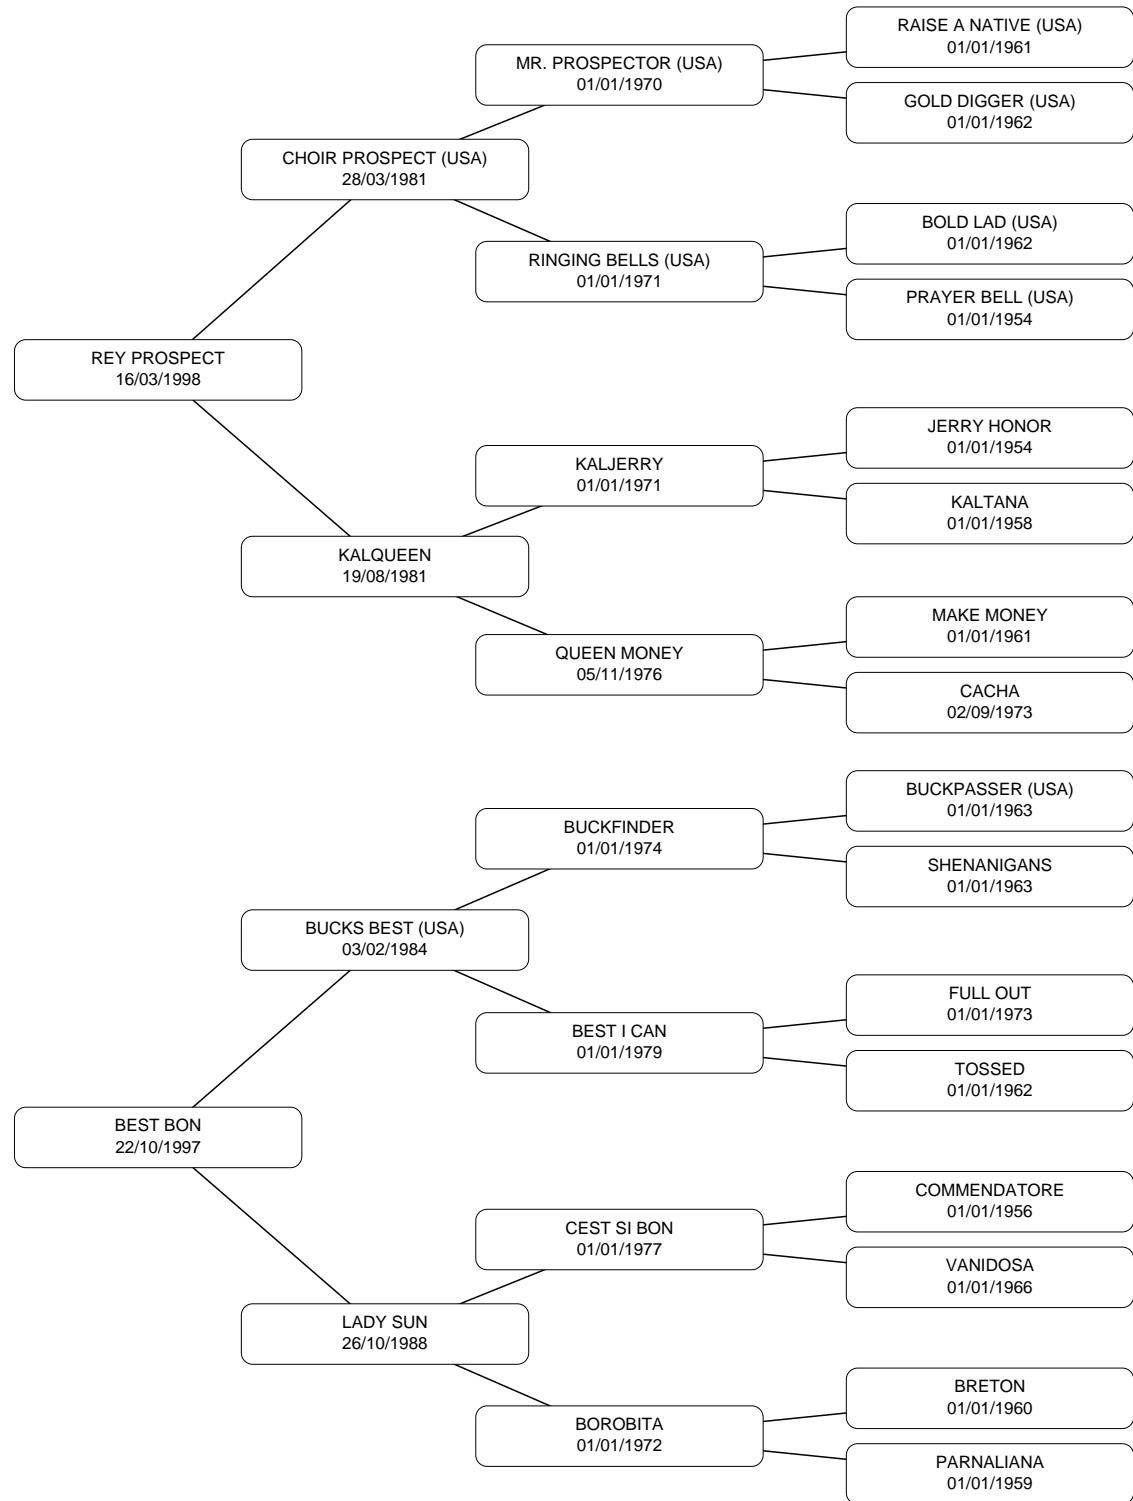 RAISE A NATIVE (USA)
01/01/1961
MR. PROSPECTOR (USA)
01/01/1970
GOLD DIGGER (USA)
01/01/1962
CHOIR PROSPECT (USA)
28/03/1981
BOLD LAD (USA)
01/01/1962
RINGING BELLS (USA)
01/01/1971
PRAYER BELL (USA)
01/01/1954
REY PROSPECT
16/03/1998
JERRY HONOR
01/01/1954
KALJERRY
01/01/1971
KALTANA
01/01/1958
KALQUEEN
19/08/1981
MAKE MONEY
01/01/1961
QUEEN MONEY
05/11/1976
CACHA
02/09/1973
BUCKPASSER (USA)
01/01/1963
BUCKFINDER
01/01/1974
SHENANIGANS
01/01/1963
BUCKS BEST (USA)
03/02/1984
FULL OUT
01/01/1973
BEST I CAN
01/01/1979
TOSSED
01/01/1962
BEST BON
22/10/1997
COMMENDATORE
01/01/1956
CEST SI BON
01/01/1977
VANIDOSA
01/01/1966
LADY SUN
26/10/1988
BRETON
01/01/1960
BOROBITA
01/01/1972
PARNALIANA
01/01/1959